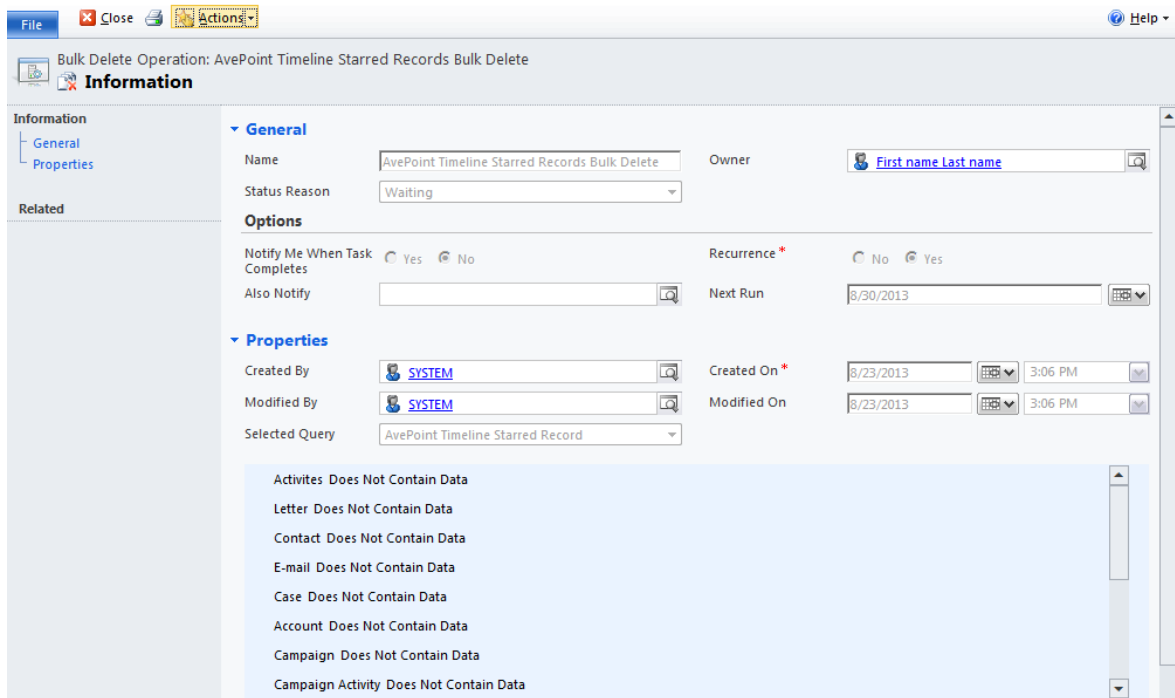 File Close Actions Help
Bulk Delete Operation: AvePoint Timeline Starred Records Bulk Delete
Information
Information
General
Properties
Related
General
Name AvePoint Timeline Starred Records Bulk Delete Owner First name Last name
Status Reason Waiting
Options
Notify Me When Task Completes Yes No Recurrence * No Yes
Also Notify Next Run 8/30/2013
Properties
Created By SYSTEM Created On * 8/23/2013 3:06 PM
Modified By SYSTEM Modified On 8/23/2013 3:06 PM
Selected Query AvePoint Timeline Starred Record
Activites Does Not Contain Data
Letter Does Not Contain Data
Contact Does Not Contain Data
E-mail Does Not Contain Data
Case Does Not Contain Data
Account Does Not Contain Data
Campaign Does Not Contain Data
Campaign Activity Does Not Contain Data